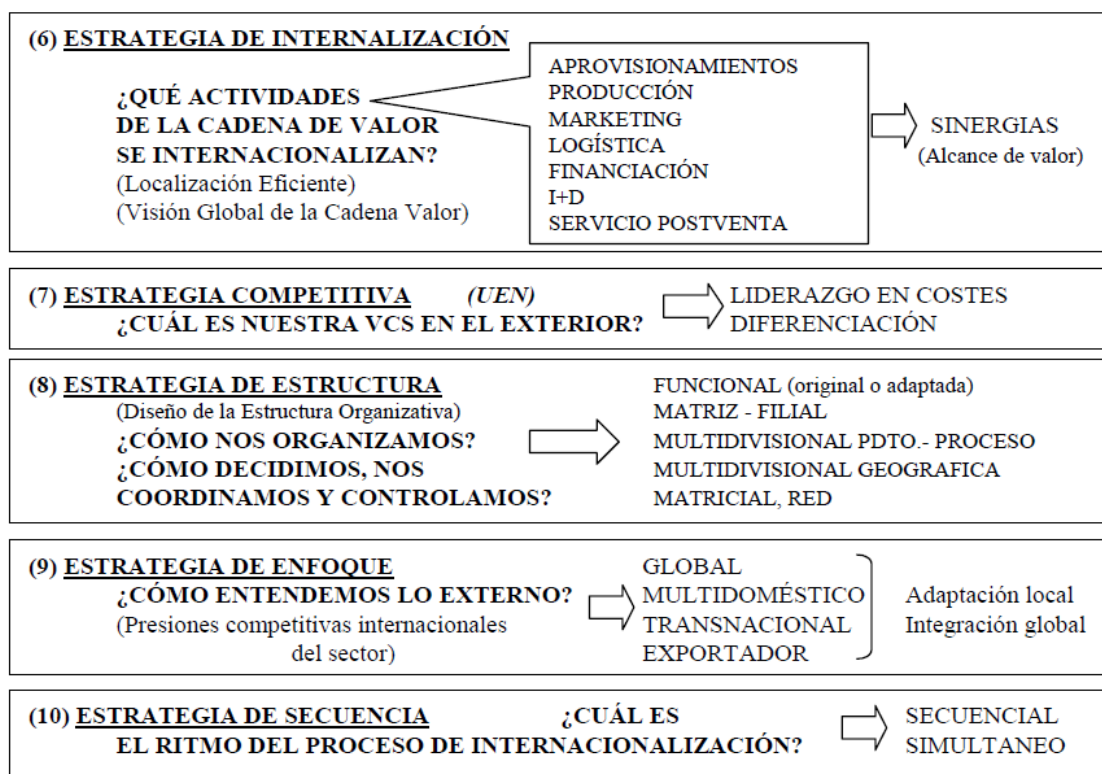 (6) ESTRATEGIA DE INTERNALIZACIÓN
¿QUÉ ACTIVIDADES
DE LA CADENA DE VALOR
SE INTERNACIONALIZAN?
(Localización Eficiente)
(Visión Global de la Cadena Valor)
APROVISIONAMIENTOS
PRODUCCIÓN
MARKETING
LOGÍSTICA
FINANCIACIÓN
I+D
SERVICIO POSTVENTA
SINERGIAS
(Alcance de valor)
(7) ESTRATEGIA COMPETITIVA (UEN)
¿CUÁL ES NUESTRA VCS EN EL EXTERIOR?
LIDERAZGO EN COSTES
DIFERENCIACIÓN
(8) ESTRATEGIA DE ESTRUCTURA
(Diseño de la Estructura Organizativa)
¿CÓMO NOS ORGANIZAMOS?
¿CÓMO DECIDIMOS, NOS
COORDINAMOS Y CONTROLAMOS?
FUNCIONAL (original o adaptada)
MATRIZ - FILIAL
MULTIDIVISIONAL PDTO.- PROCESO
MULTIDIVISIONAL GEOGRAFICA
MATRICIAL, RED
(9) ESTRATEGIA DE ENFOQUE
¿CÓMO ENTENDEMOS LO EXTERNO?
(Presiones competitivas internacionales
del sector)
GLOBAL
MULTIDOMÉSTICO
TRANSNACIONAL
EXPORTADOR
Adaptación local
Integración global
(10) ESTRATEGIA DE SECUENCIA ¿CUÁL ES
EL RITMO DEL PROCESO DE INTERNACIONALIZACIÓN?
SECUENCIAL
SIMULTANEO